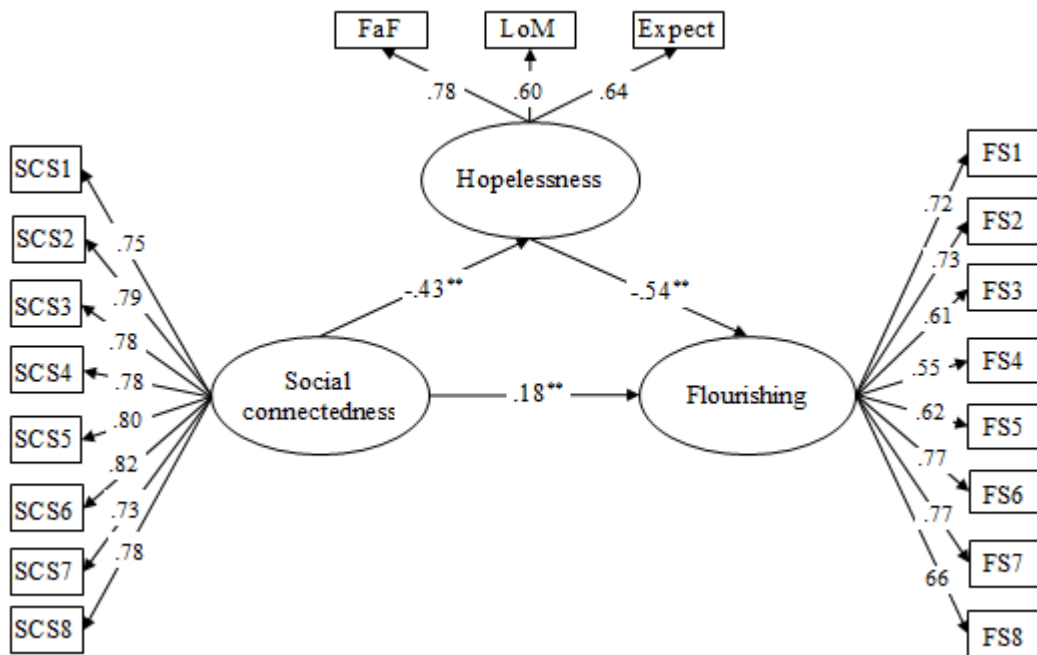 FaF
LoM
Expect
.78
.60
.64
Hopelessness
SCS1
SCS2
SCS3
SCS4
SCS5
SCS6
SCS7
SCS8
.75
.79
.78
.78
.80
.82
.73
.78
-.43**
-.54**
Social
connectedness
.18**
Flourishing
.72
.73
.61
.55
.62
.77
.77
66
FS1
FS2
FS3
FS4
FS5
FS6
FS7
FS8